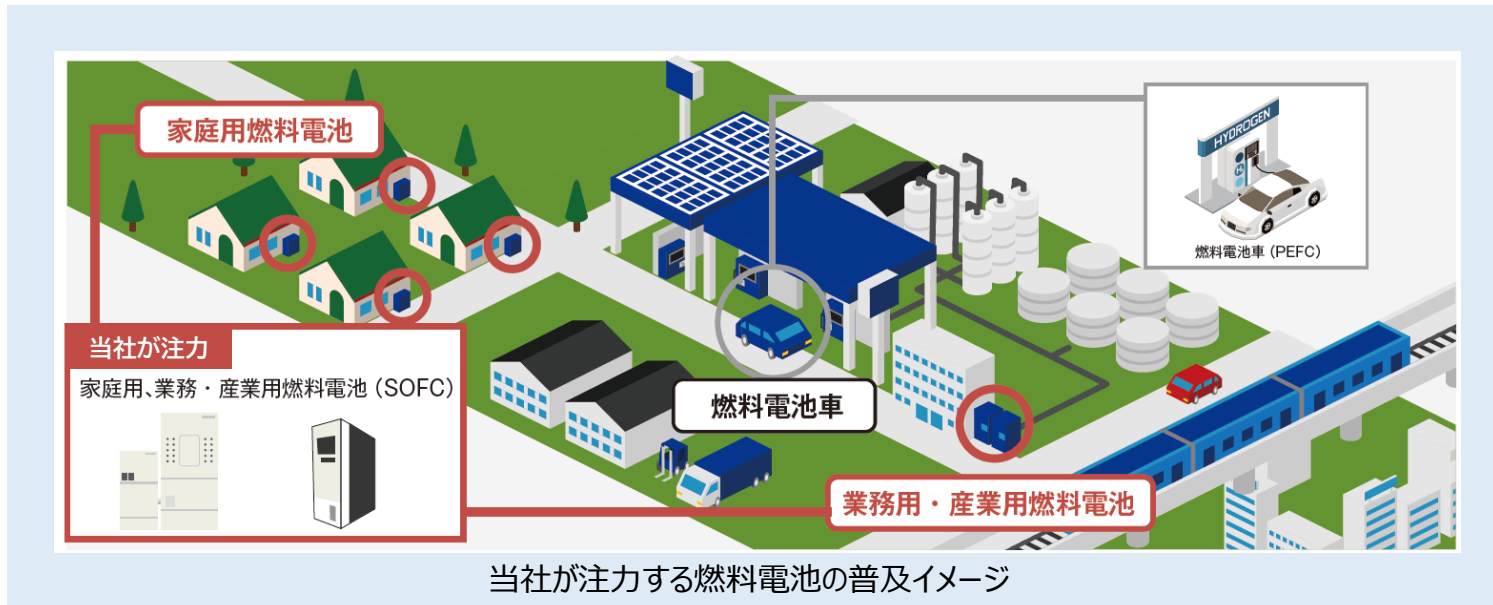 家庭用燃料電池
HYDROGEN
H₂
燃料電池車（PEFC）
当社が注力
家庭用、業務・産業用燃料電池（SOFC）
燃料電池車
業務用・産業用燃料電池
当社が注力する燃料電池の普及イメージ